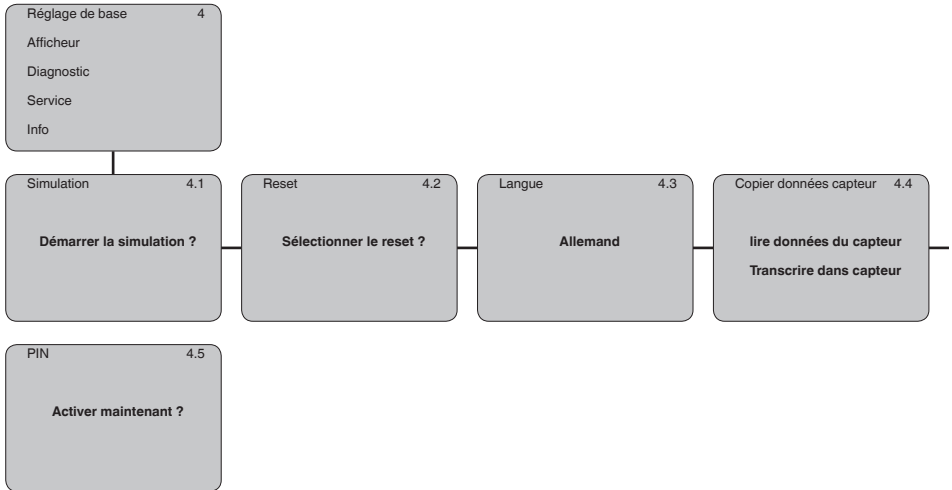 Réglage de base 4
Afficheur
Diagnostic
Service
Info
Simulation 4.1
Démarrer la simulation ?
Reset 4.2
Sélectionner le reset ?
Langue 4.3
Allemand
Copier données capteur 4.4
lire données du capteur
Transcrire dans capteur
PIN 4.5
Activer maintenant ?